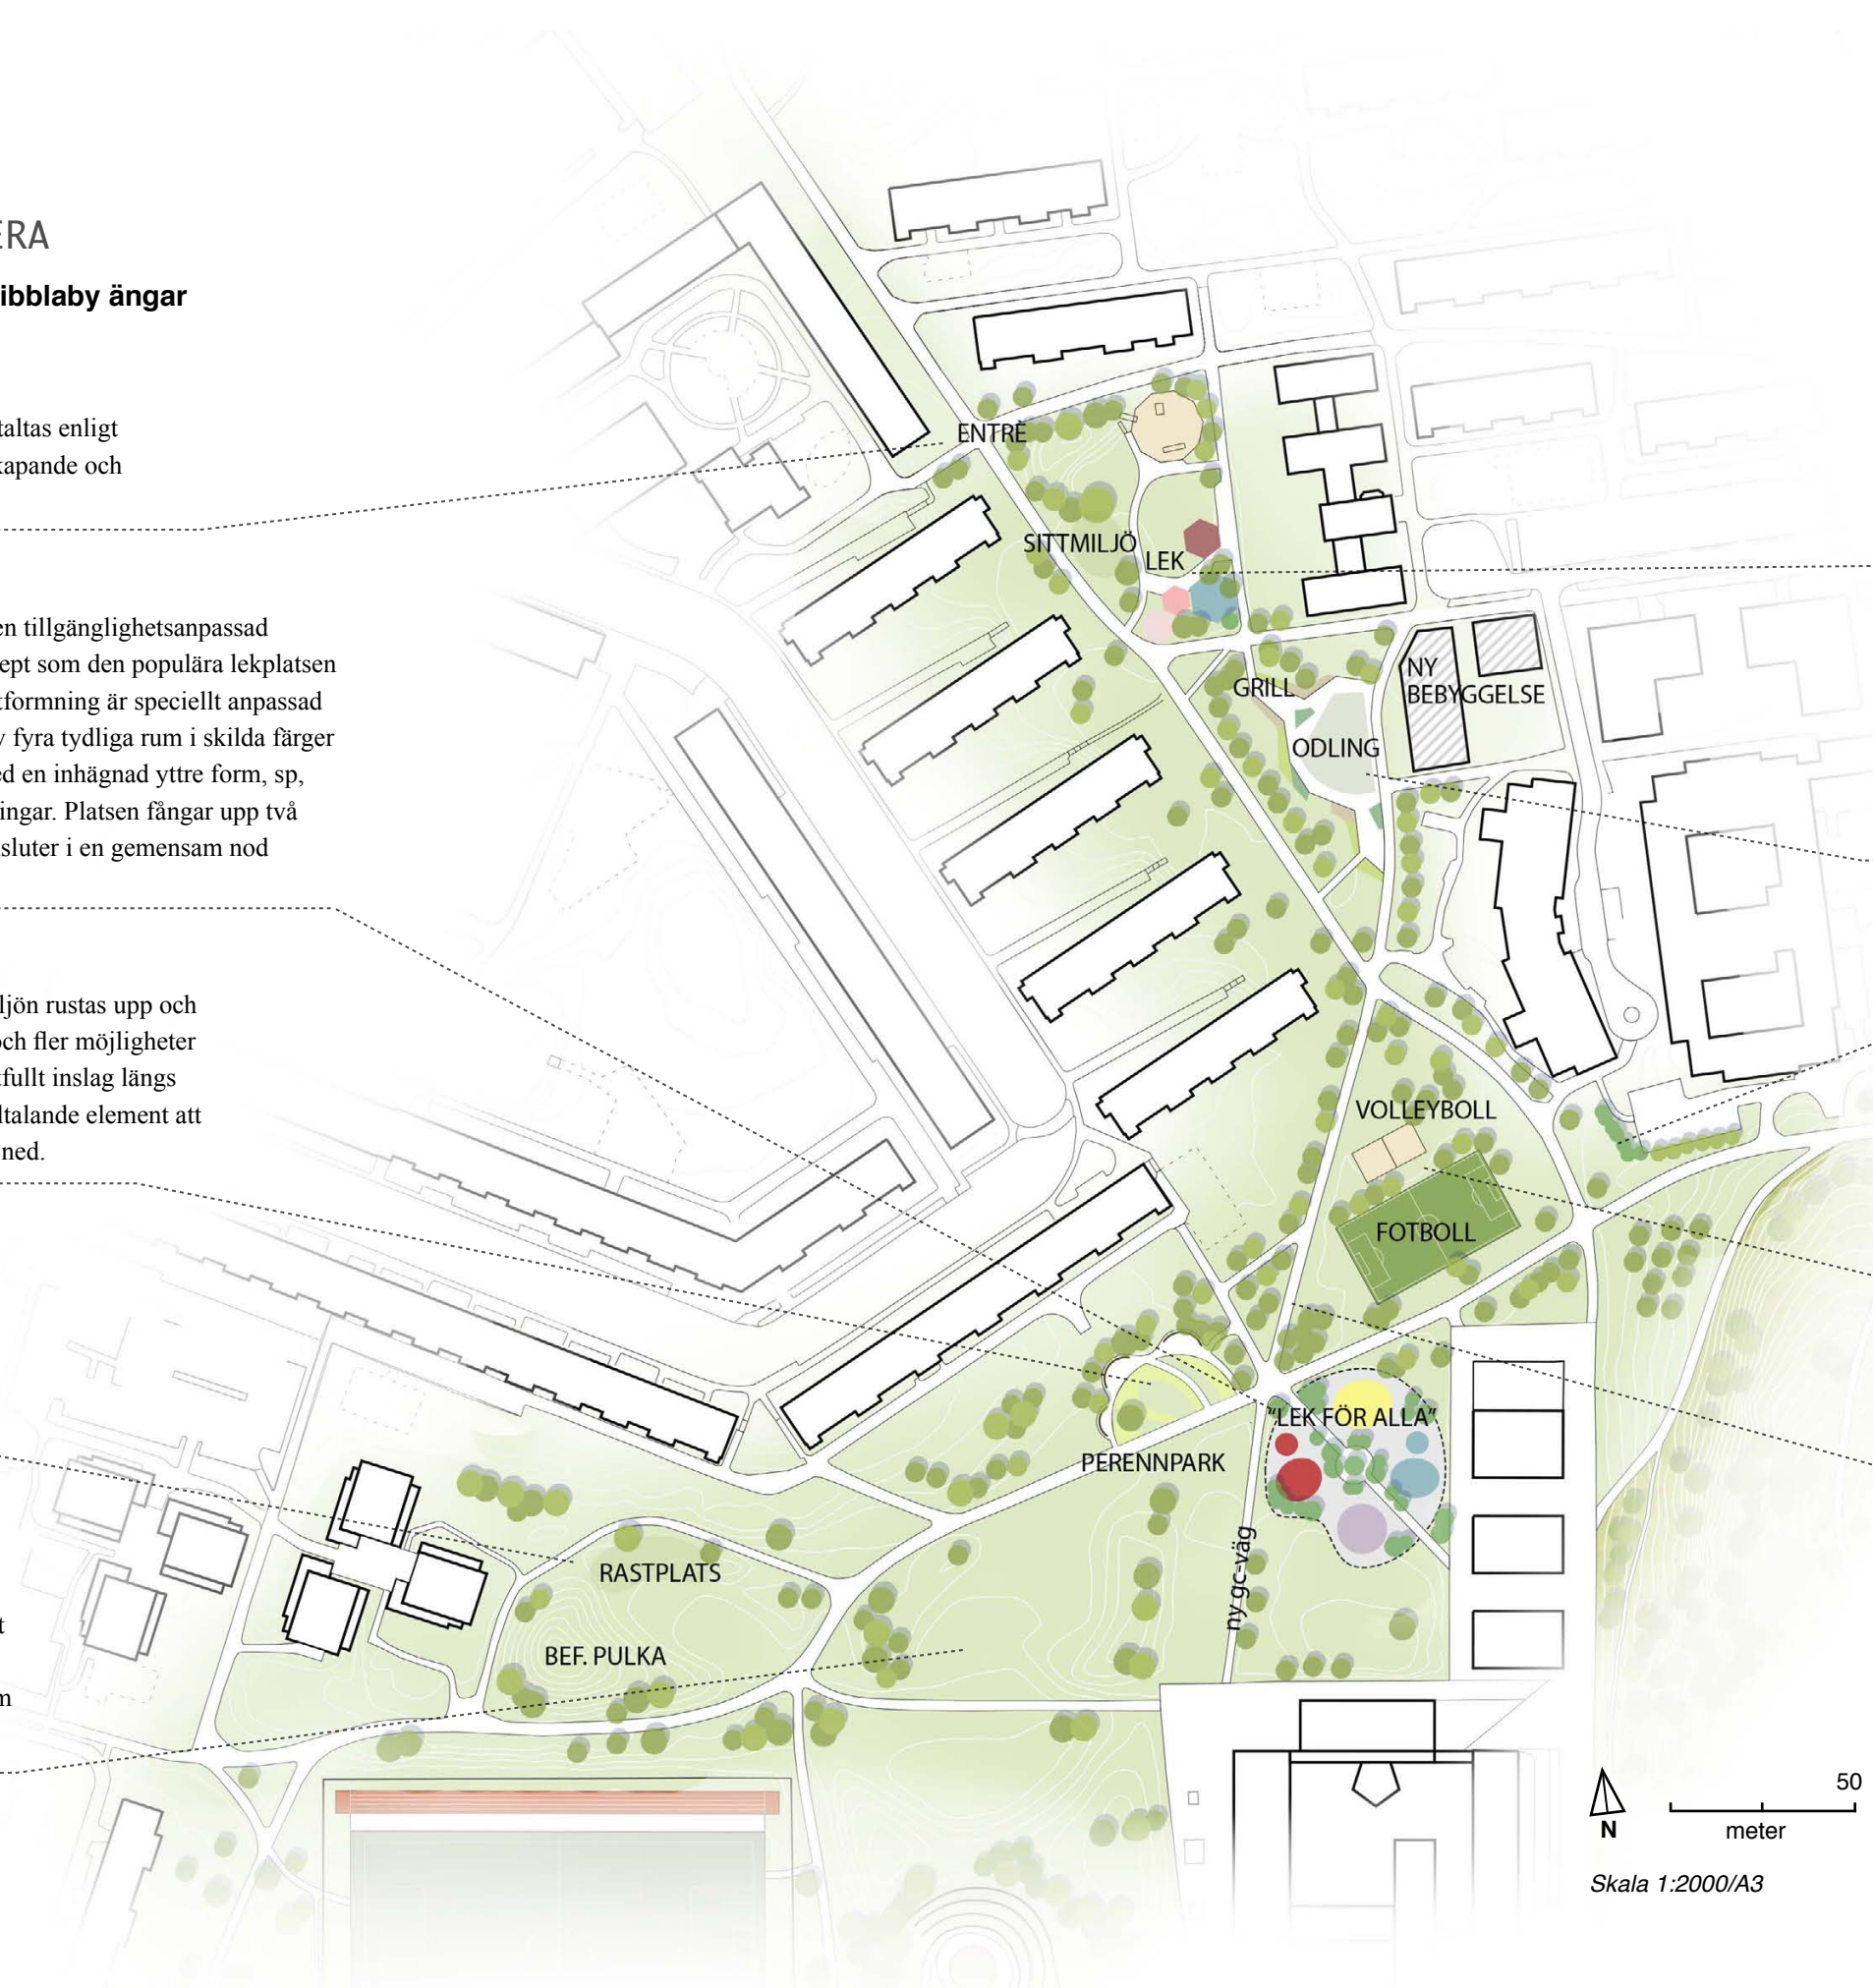 ERA
ibblaby ängar
taltas enligt
kapande och
en tillgänglighetsanpassad
ept som den populära lekplatsen
tformning är speciellt anpassad
v fyra tydliga rum i skilda färger
ed en inhägnad yttre form, sp,
ingar. Platsen fångar upp två
sluter i en gemensam nod
ljön rustas upp och
och fler möjligheter
tfullt inslag längs
ltalande element att
ned.
t
m
ENTRÈ
SITTMILJÖ
LEK
GRILL
NY
BEBYGGELSE
ODLING
VOLLEYBOLL
FOTBOLL
"LEK FÖR ALLA"
PERENNPARK
ny gc-väg
RASTPLATS
BEF. PULKA
50
N
meter
Skala 1:2000/A3